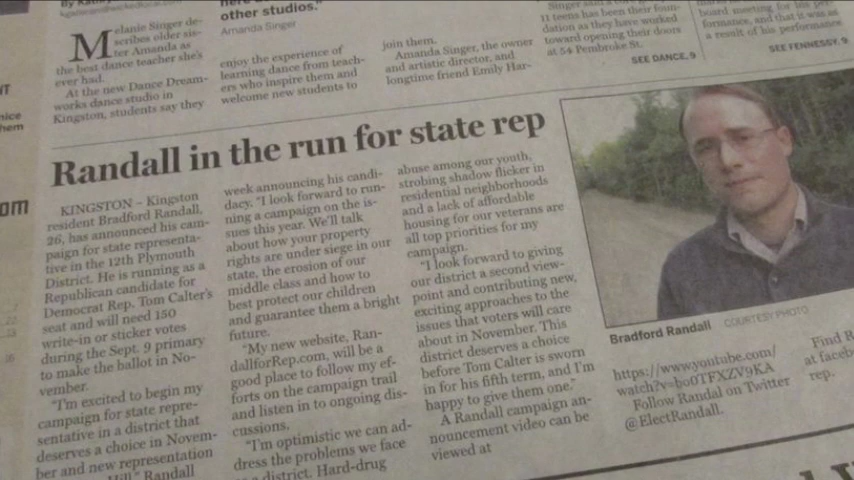 By
other studios."
Amanda Singer
Melanie Singer de-
scribes older sis-
ter Amanda as
the best dance teacher she's
ever had.
At the new Dance Dream-
works dance studio in
Kingston, students say they
enjoy the experience of
learning dance from teach-
ers who inspire them and
welcome new students to
join them.
Amanda Singer, the owner
and artistic director, and
longtime friend Emily Har-
11 teens has been their foun-
dation as they have worked
toward opening their doors
at 54 Pembroke St.
SEE DANCE, 9
board meeting for his per-
formance, and that it was as
a result of his performance
SEE FENNESSY, 9
NT
nice
hem
om
Randall in the run for state rep
KINGSTON – Kingston
resident Bradford Randall,
26, has announced his cam-
paign for state representa-
tive in the 12th Plymouth
District. He is running as a
Republican candidate for
Democrat Rep. Tom Calter's
seat and will need 150
write-in or sticker votes
during the Sept. 9 primary
to make the ballot in No-
vember.
"I'm excited to begin my
campaign for state repre-
sentative in a district that
deserves a choice in Novem-
ber and new representation
Randall
week announcing his candi-
dacy. "I look forward to run-
ning a campaign on the is-
sues this year. We'll talk
about how your property
rights are under siege in our
state, the erosion of our
middle class and how to
best protect our children
and guarantee them a bright
future.
"My new website, Ran-
dallforRep.com, will be a
good place to follow my ef-
forts on the campaign trail
and listen in to ongoing dis-
cussions.
"I'm optimistic we can ad-
dress the problems we face
district. Hard-drug
abuse among our youth,
strobing shadow flicker in
residential neighborhoods
and a lack of affordable
housing for our veterans are
all top priorities for my
campaign.
"I look forward to giving
our district a second view-
point and contributing new,
exciting approaches to the
issues that voters will care
about in November. This
district deserves a choice
before Tom Calter is sworn
in for his fifth term, and I'm
happy to give them one."
A Randall campaign an-
nouncement video can be
viewed at
Bradford Randall COURTESY PHOTO
https://www.youtube.com/
watch?v=bo0TFXZV9KA
Follow Randal on Twitter
@ElectRandall.
Find R
at faceb
rep.